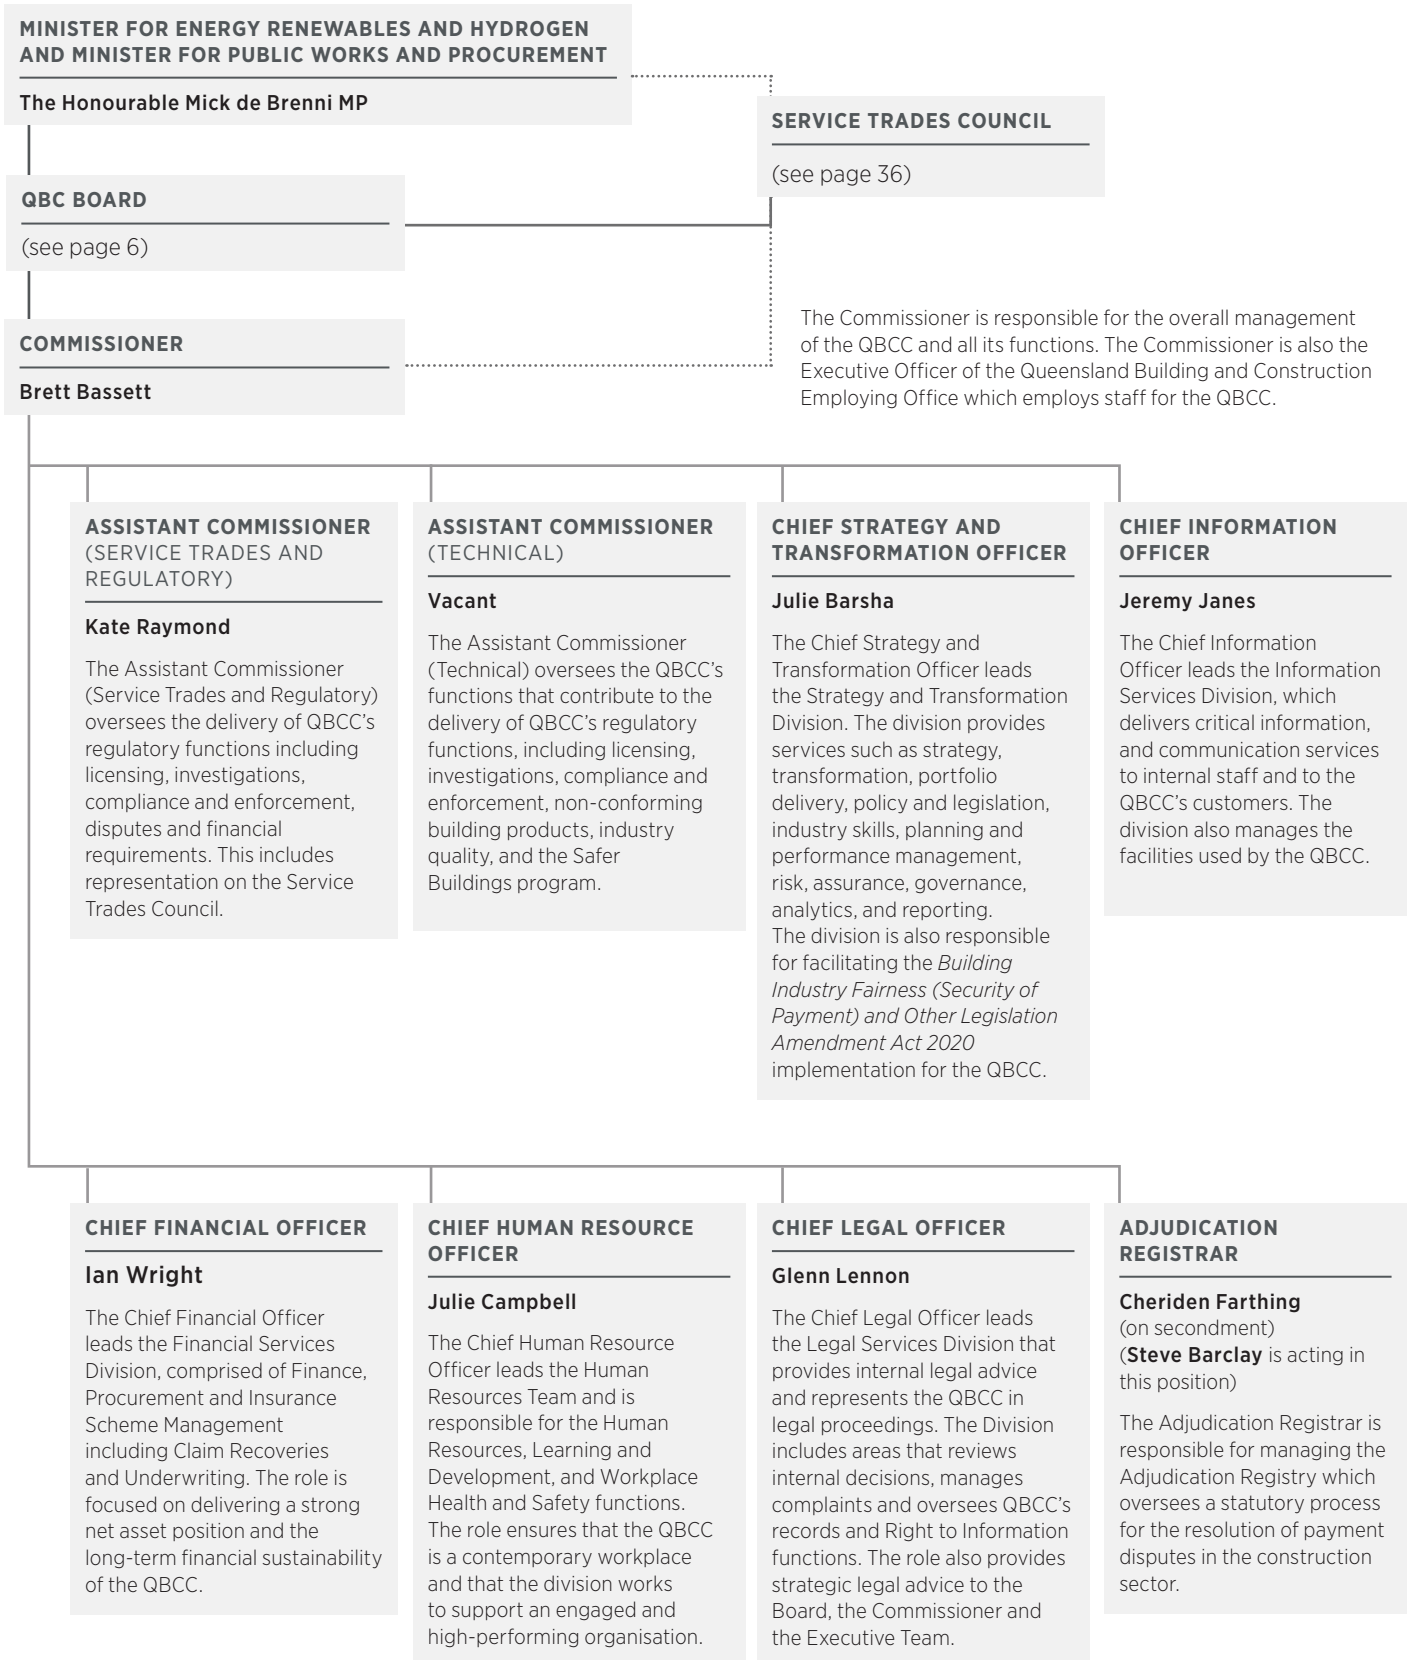 MINISTER FOR ENERGY RENEWABLES AND HYDROGEN
AND MINISTER FOR PUBLIC WORKS AND PROCUREMENT
The Honourable Mick de Brenni MP
SERVICE TRADES COUNCIL
(see page 36)
QBC BOARD
(see page 6)
COMMISSIONER
Brett Bassett
The Commissioner is responsible for the overall management
of the QBCC and all its functions. The Commissioner is also the
Executive Officer of the Queensland Building and Construction
Employing Office which employs staff for the QBCC.
ASSISTANT COMMISSIONER
(SERVICE TRADES AND
REGULATORY)
Kate Raymond
The Assistant Commissioner
(Service Trades and Regulatory)
oversees the delivery of QBCC’s
regulatory functions including
licensing, investigations,
compliance and enforcement,
disputes and financial
requirements. This includes
representation on the Service
Trades Council.
ASSISTANT COMMISSIONER
(TECHNICAL)
Vacant
The Assistant Commissioner
(Technical) oversees the QBCC’s
functions that contribute to the
delivery of QBCC’s regulatory
functions, including licensing,
investigations, compliance and
enforcement, non-conforming
building products, industry
quality, and the Safer
Buildings program.
CHIEF STRATEGY AND
TRANSFORMATION OFFICER
Julie Barsha
The Chief Strategy and
Transformation Officer leads
the Strategy and Transformation
Division. The division provides
services such as strategy,
transformation, portfolio
delivery, policy and legislation,
industry skills, planning and
performance management,
risk, assurance, governance,
analytics, and reporting.
The division is also responsible
for facilitating the Building
Industry Fairness (Security of
Payment) and Other Legislation
Amendment Act 2020
implementation for the QBCC.
CHIEF INFORMATION
OFFICER
Jeremy Janes
The Chief Information
Officer leads the Information
Services Division, which
delivers critical information,
and communication services
to internal staff and to the
QBCC’s customers. The
division also manages the
facilities used by the QBCC.
CHIEF FINANCIAL OFFICER
Ian Wright
The Chief Financial Officer
leads the Financial Services
Division, comprised of Finance,
Procurement and Insurance
Scheme Management
including Claim Recoveries
and Underwriting. The role is
focused on delivering a strong
net asset position and the
long-term financial sustainability
of the QBCC.
CHIEF HUMAN RESOURCE
OFFICER
Julie Campbell
The Chief Human Resource
Officer leads the Human
Resources Team and is
responsible for the Human
Resources, Learning and
Development, and Workplace
Health and Safety functions.
The role ensures that the QBCC
is a contemporary workplace
and that the division works
to support an engaged and
high-performing organisation.
CHIEF LEGAL OFFICER
Glenn Lennon
The Chief Legal Officer leads
the Legal Services Division that
provides internal legal advice
and represents the QBCC in
legal proceedings. The Division
includes areas that reviews
internal decisions, manages
complaints and oversees QBCC’s
records and Right to Information
functions. The role also provides
strategic legal advice to the
Board, the Commissioner and
the Executive Team.
ADJUDICATION
REGISTRAR
Cheriden Farthing
(on secondment)
(Steve Barclay is acting in
this position)
The Adjudication Registrar is
responsible for managing the
Adjudication Registry which
oversees a statutory process
for the resolution of payment
disputes in the construction
sector.